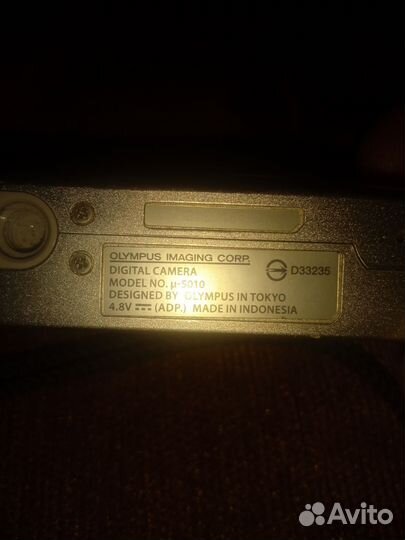 OLYMPUS IMAGING CORP.
DIGITAL CAMERA
D33235
MODEL NO. μ-5010
DESIGNED BY OLYMPUS IN TOKYO
4.8V ⎓ (ADP.) MADE IN INDONESIA
Avito